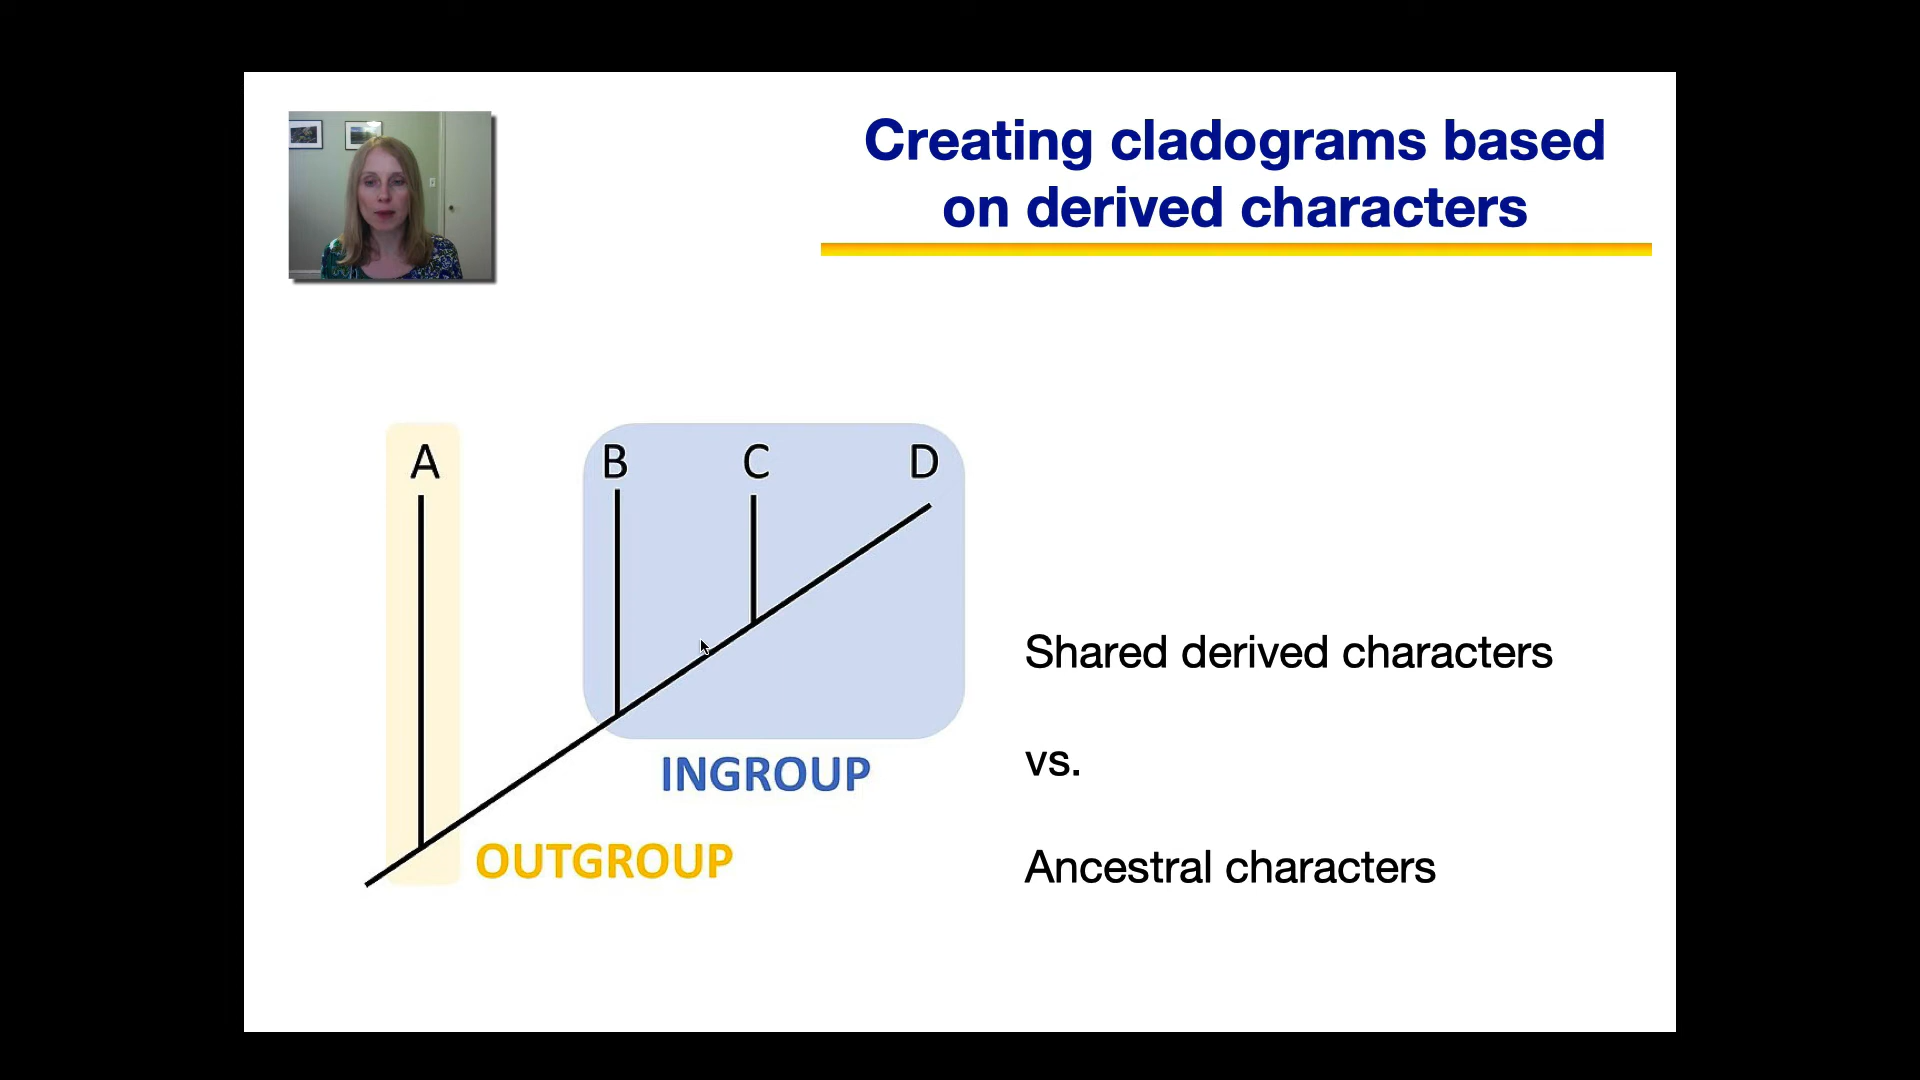 Creating cladograms based
on derived characters
A B C D
Shared derived characters
INGROUP
vs.
OUTGROUP
Ancestral characters